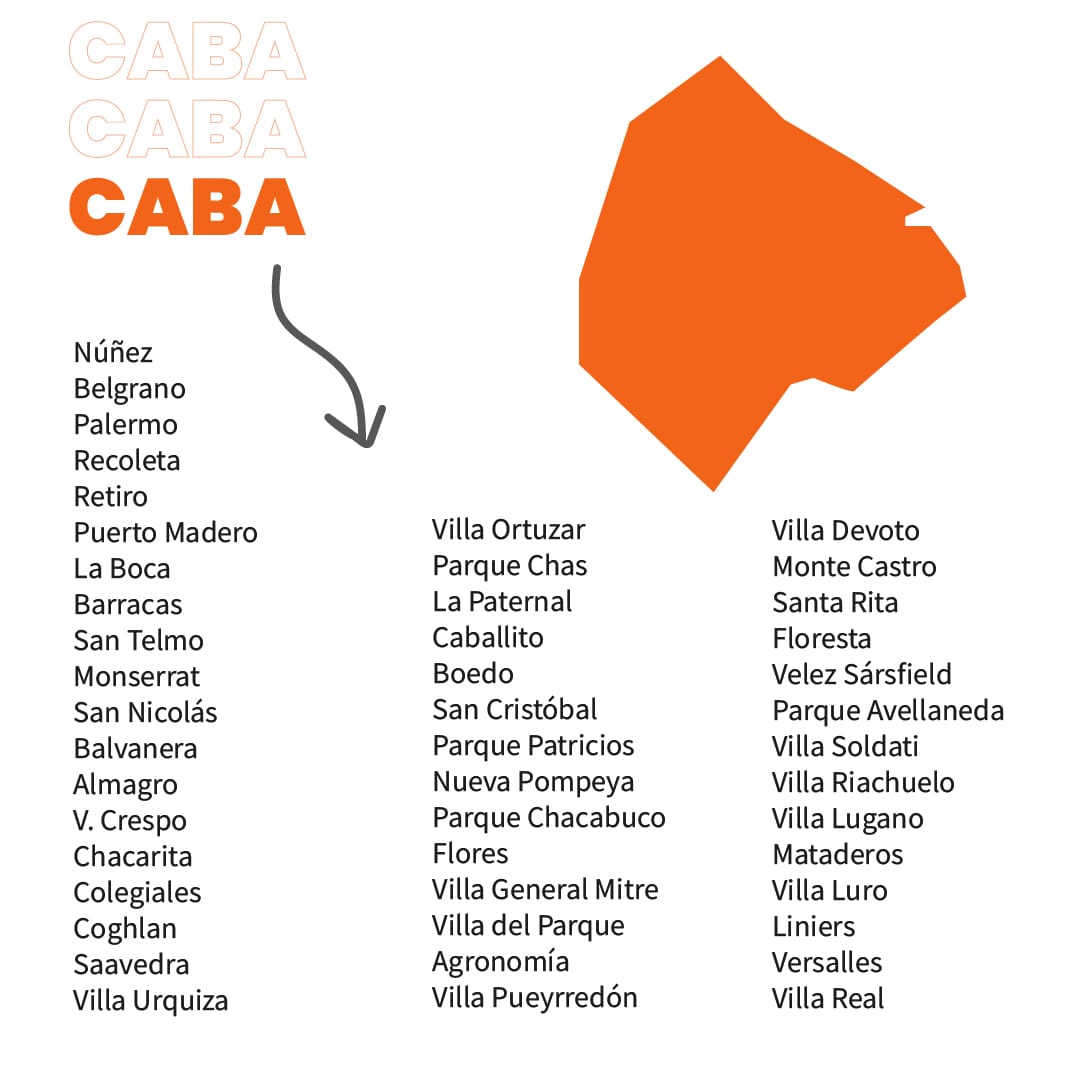 CABA
CABA
CABA
Núñez
Belgrano
Palermo
Recoleta
Retiro
Puerto Madero
La Boca
Barracas
San Telmo
Monserrat
San Nicolás
Balvanera
Almagro
V. Crespo
Chacarita
Colegiales
Coghlan
Saavedra
Villa Urquiza
Villa Ortuzar
Parque Chas
La Paternal
Caballito
Boedo
San Cristóbal
Parque Patricios
Nueva Pompeya
Parque Chacabuco
Flores
Villa General Mitre
Villa del Parque
Agronomía
Villa Pueyrredón
Villa Devoto
Monte Castro
Santa Rita
Floresta
Velez Sársfield
Parque Avellaneda
Villa Soldati
Villa Riachuelo
Villa Lugano
Mataderos
Villa Luro
Liniers
Versalles
Villa Real